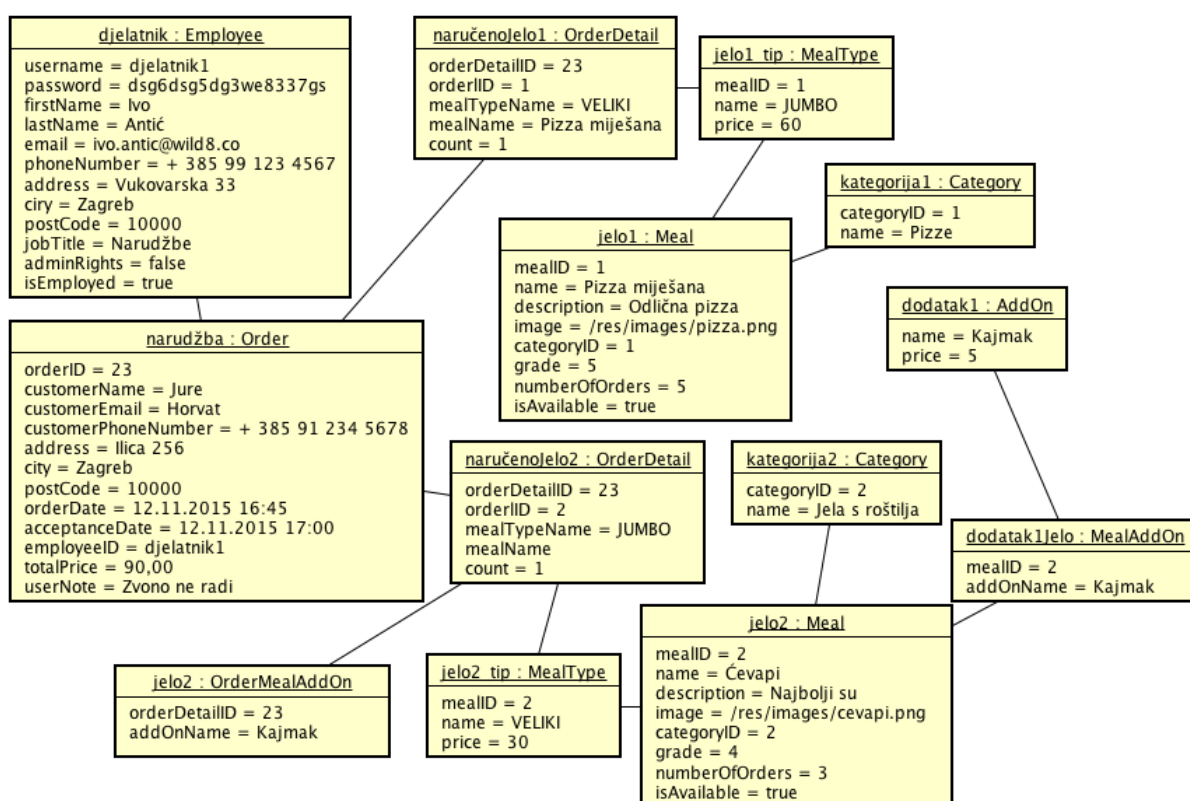 djelatnik : Employee
username = djelatnik1
password = dsg6dsg5dg3we8337gs
firstName = Ivo
lastName = Antić
email = ivo.antic@wild8.co
phoneNumber = + 385 99 123 4567
address = Vukovarska 33
ciry = Zagreb
postCode = 10000
jobTitle = Narudžbe
adminRights = false
isEmployed = true
naručenoJelo1 : OrderDetail
orderDetailID = 23
orderIID = 1
mealTypeName = VELIKI
mealName = Pizza miješana
count = 1
jelo1_tip : MealType
mealID = 1
name = JUMBO
price = 60
kategorija1 : Category
categoryID = 1
name = Pizze
jelo1 : Meal
mealID = 1
name = Pizza miješana
description = Odlična pizza
image = /res/images/pizza.png
categoryID = 1
grade = 5
numberOfOrders = 5
isAvailable = true
dodatak1 : AddOn
name = Kajmak
price = 5
narudžba : Order
orderID = 23
customerName = Jure
customerEmail = Horvat
customerPhoneNumber = + 385 91 234 5678
address = Ilica 256
city = Zagreb
postCode = 10000
orderDate = 12.11.2015 16:45
acceptanceDate = 12.11.2015 17:00
employeeID = djelatnik1
totalPrice = 90,00
userNote = Zvono ne radi
naručenoJelo2 : OrderDetail
orderDetailID = 23
orderIID = 2
mealTypeName = JUMBO
mealName
count = 1
kategorija2 : Category
categoryID = 2
name = Jela s roštilja
dodatak1Jelo : MealAddOn
mealID = 2
addOnName = Kajmak
jelo2 : OrderMealAddOn
orderDetailID = 23
addOnName = Kajmak
jelo2_tip : MealType
mealID = 2
name = VELIKI
price = 30
jelo2 : Meal
mealID = 2
name = Ćevapi
description = Najbolji su
image = /res/images/cevapi.png
categoryID = 2
grade = 4
numberOfOrders = 3
isAvailable = true